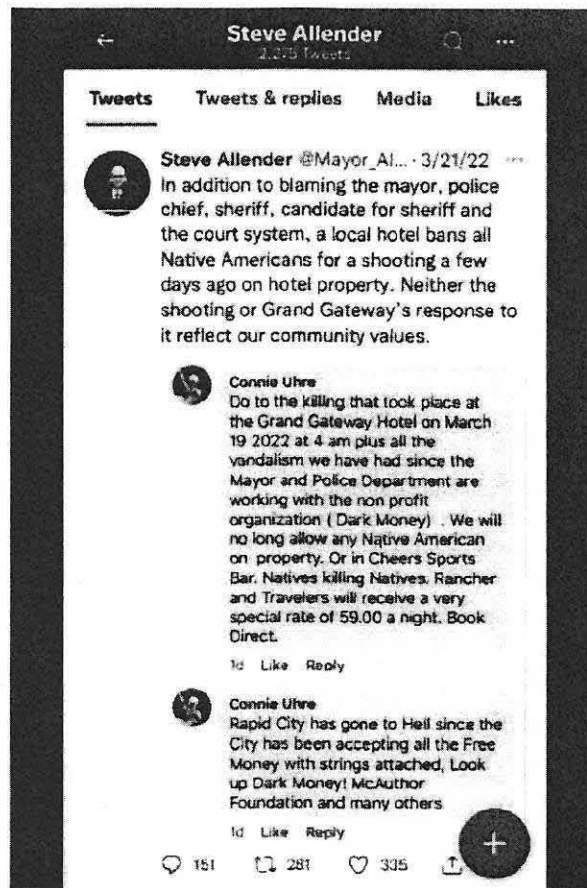 Steve Allender
2,275 Tweets
Tweets Tweets & replies Media Likes
Steve Allender @Mayor_Al... · 3/21/22
In addition to blaming the mayor, police
chief, sheriff, candidate for sheriff and
the court system, a local hotel bans all
Native Americans for a shooting a few
days ago on hotel property. Neither the
shooting or Grand Gateway's response to
it reflect our community values.
Connie Uhre
Do to the killing that took place at
the Grand Gateway Hotel on March
19 2022 at 4 am plus all the
vandalism we have had since the
Mayor and Police Department are
working with the non profit
organization ( Dark Money) . We will
no long allow any Native American
on property. Or in Cheers Sports
Bar. Natives killing Natives. Rancher
and Travelers will receive a very
special rate of 59.00 a night. Book
Direct.
1d Like Reply
Connie Uhre
Rapid City has gone to Hell since the
City has been accepting all the Free
Money with strings attached, Look
up Dark Money! McAuthor
Foundation and many others
1d Like Reply
151 281 335